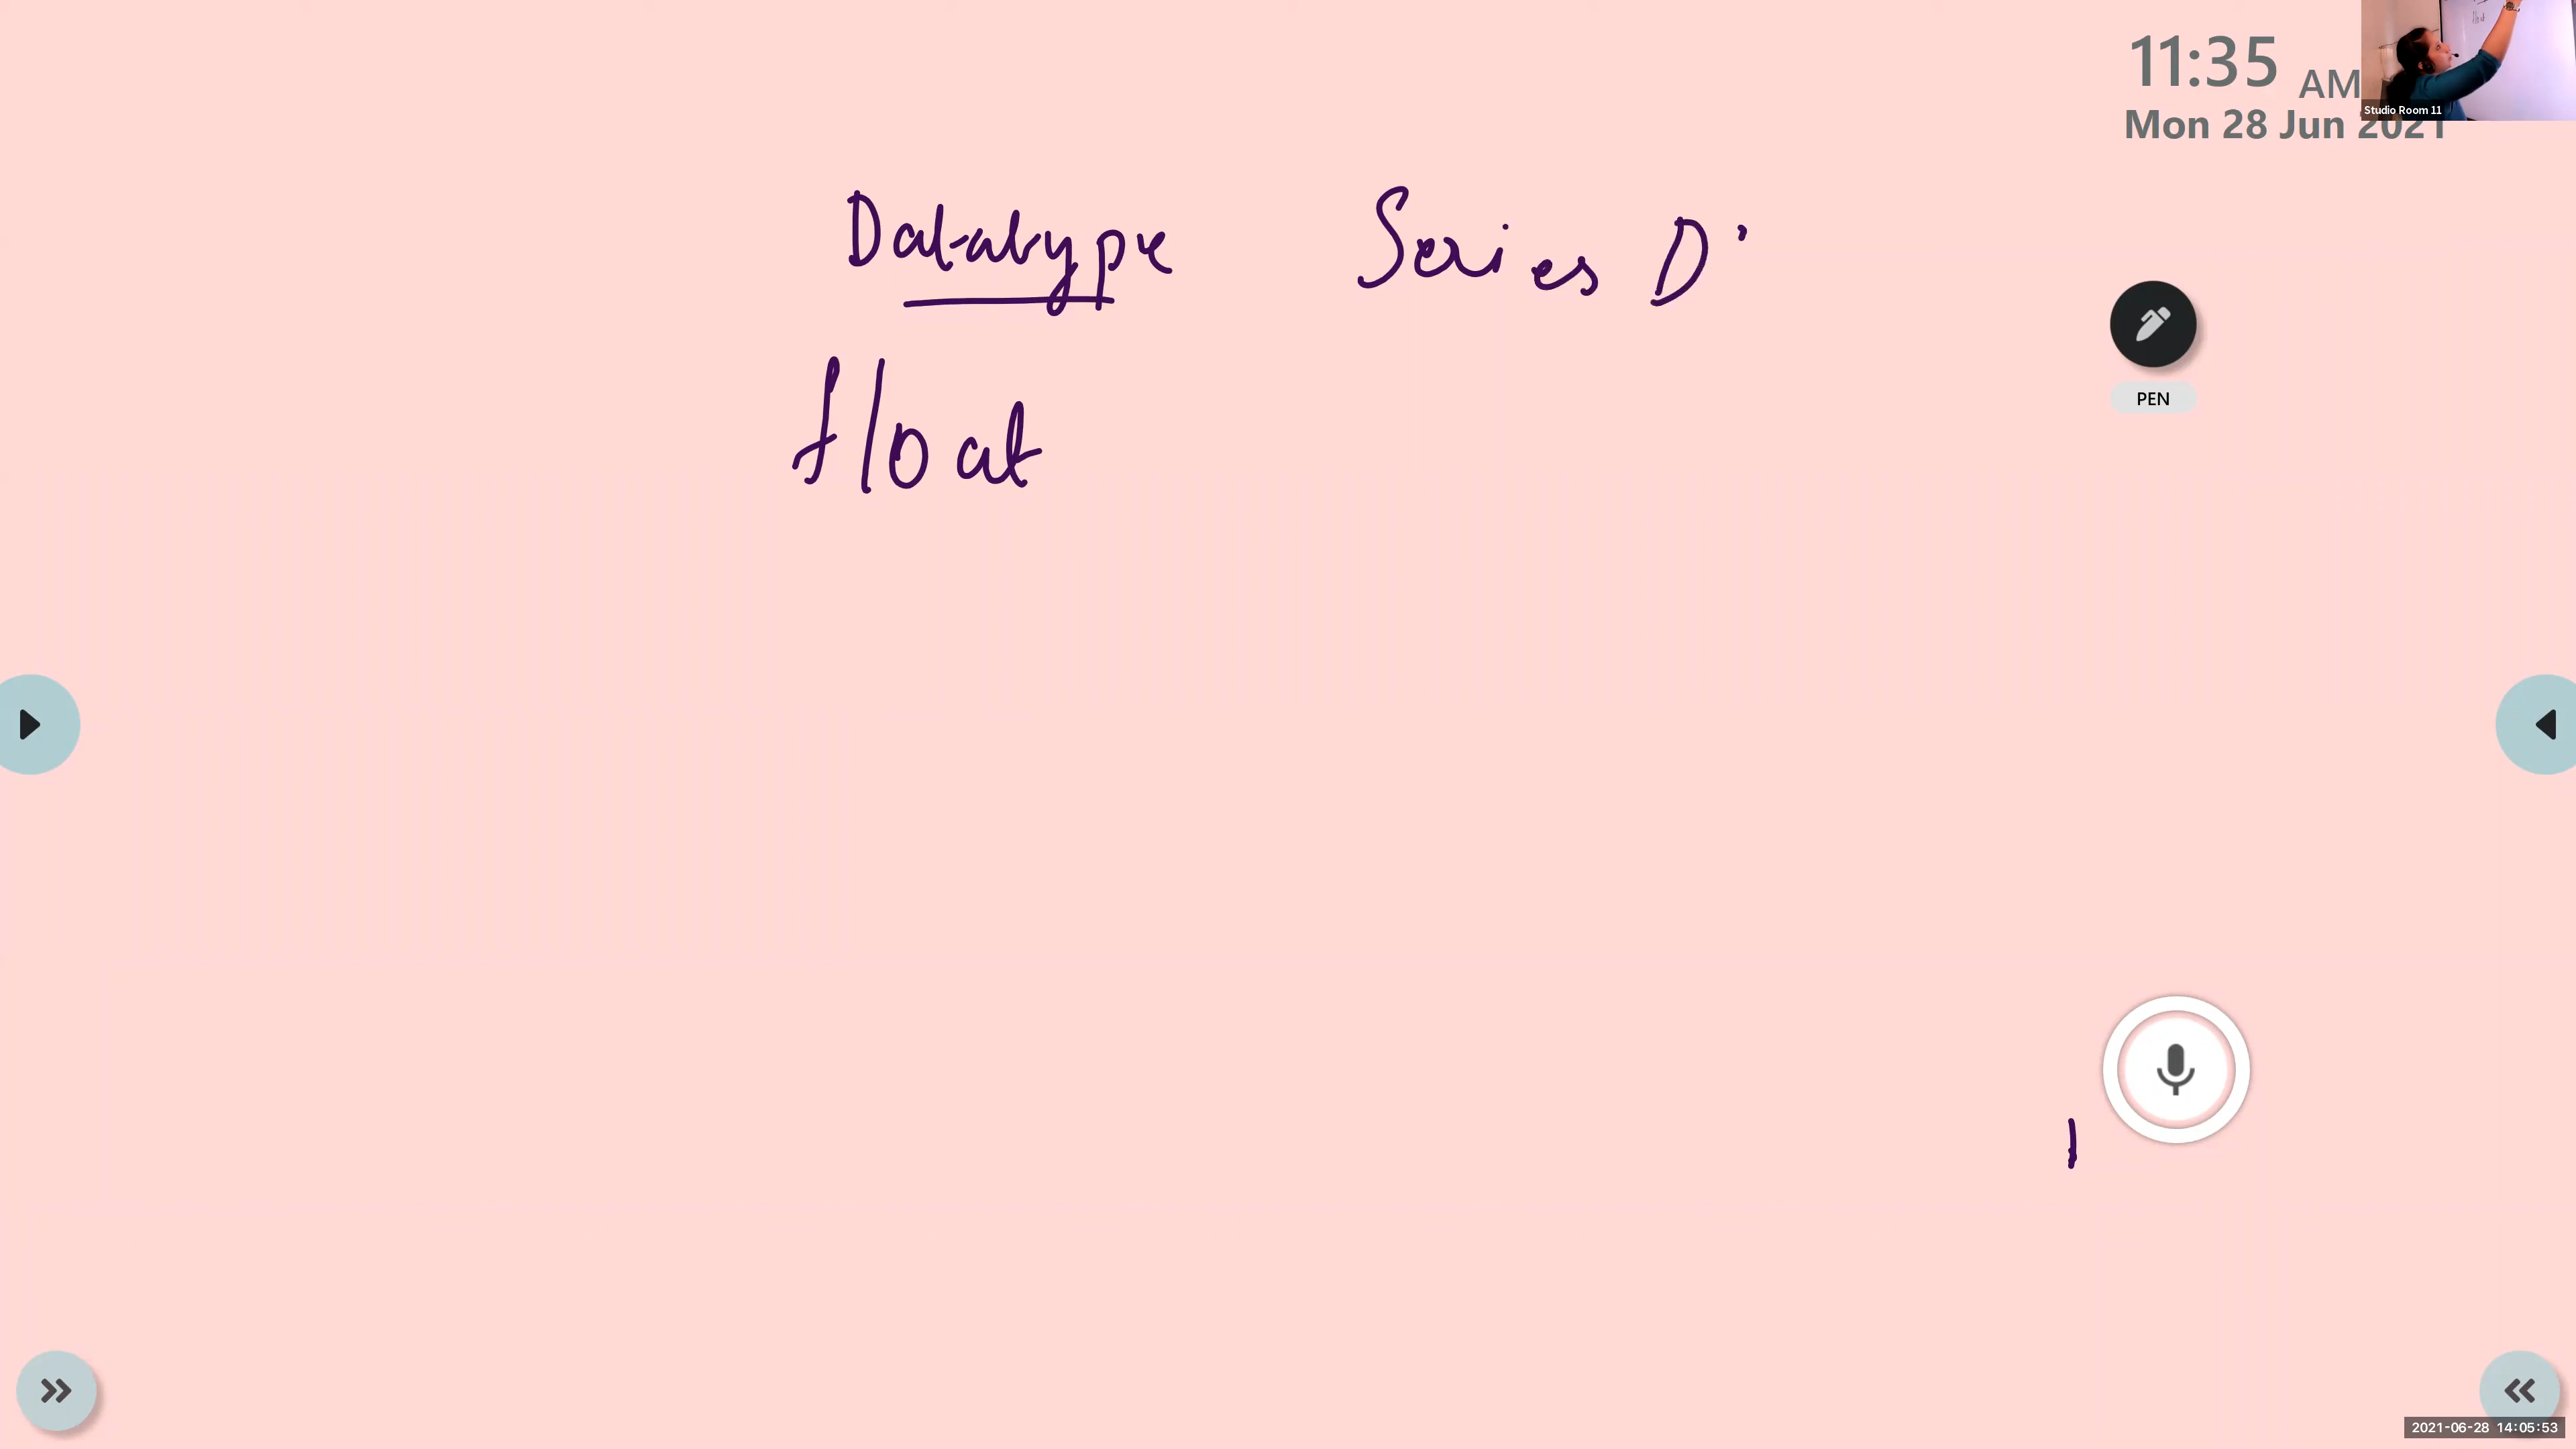 11:35 AM
Mon 28 Jun 2021
Studio Room 11
Datatype Series D
float
PEN
2021-06-28 14:05:53